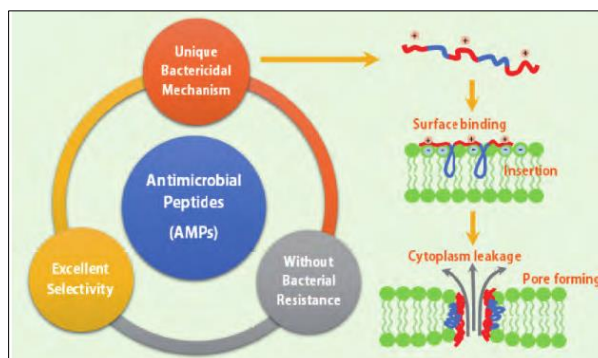 Unique
Bactericidal
Mechanism
Antimicrobial
Peptides
(AMPs)
Excellent
Selectivity
Without
Bacterial
Resistance
Surface binding
Insertion
Cytoplasm leakage
Pore forming